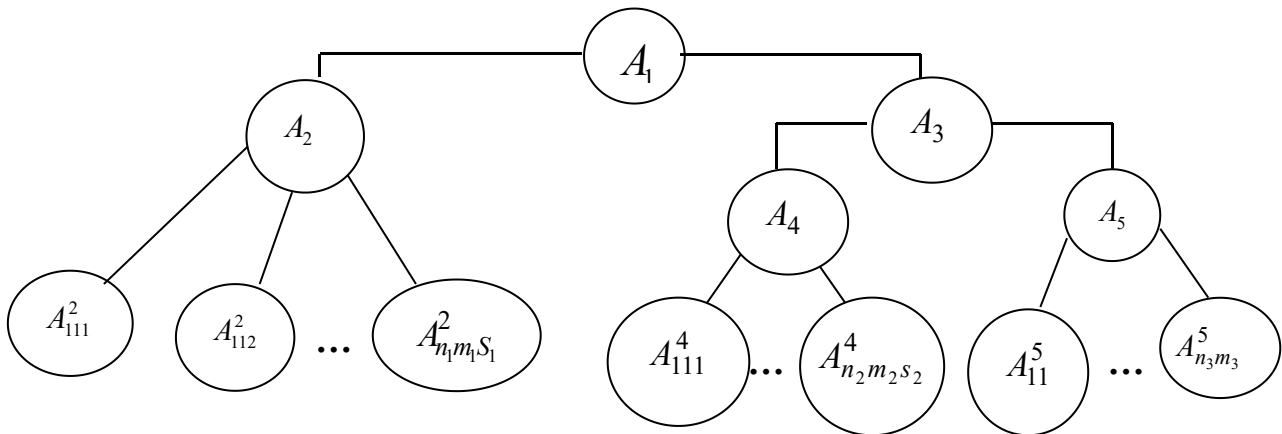 A₁
A₂
A₃
A₄
A₅
A²₁₁₁
A²₁₁₂
...
A²ₙ₁ₘ₁S₁
A⁴₁₁₁
...
A⁴ₙ₂ₘ₂ₛ₂
A⁵₁₁
...
A⁵ₙ₃ₘ₃